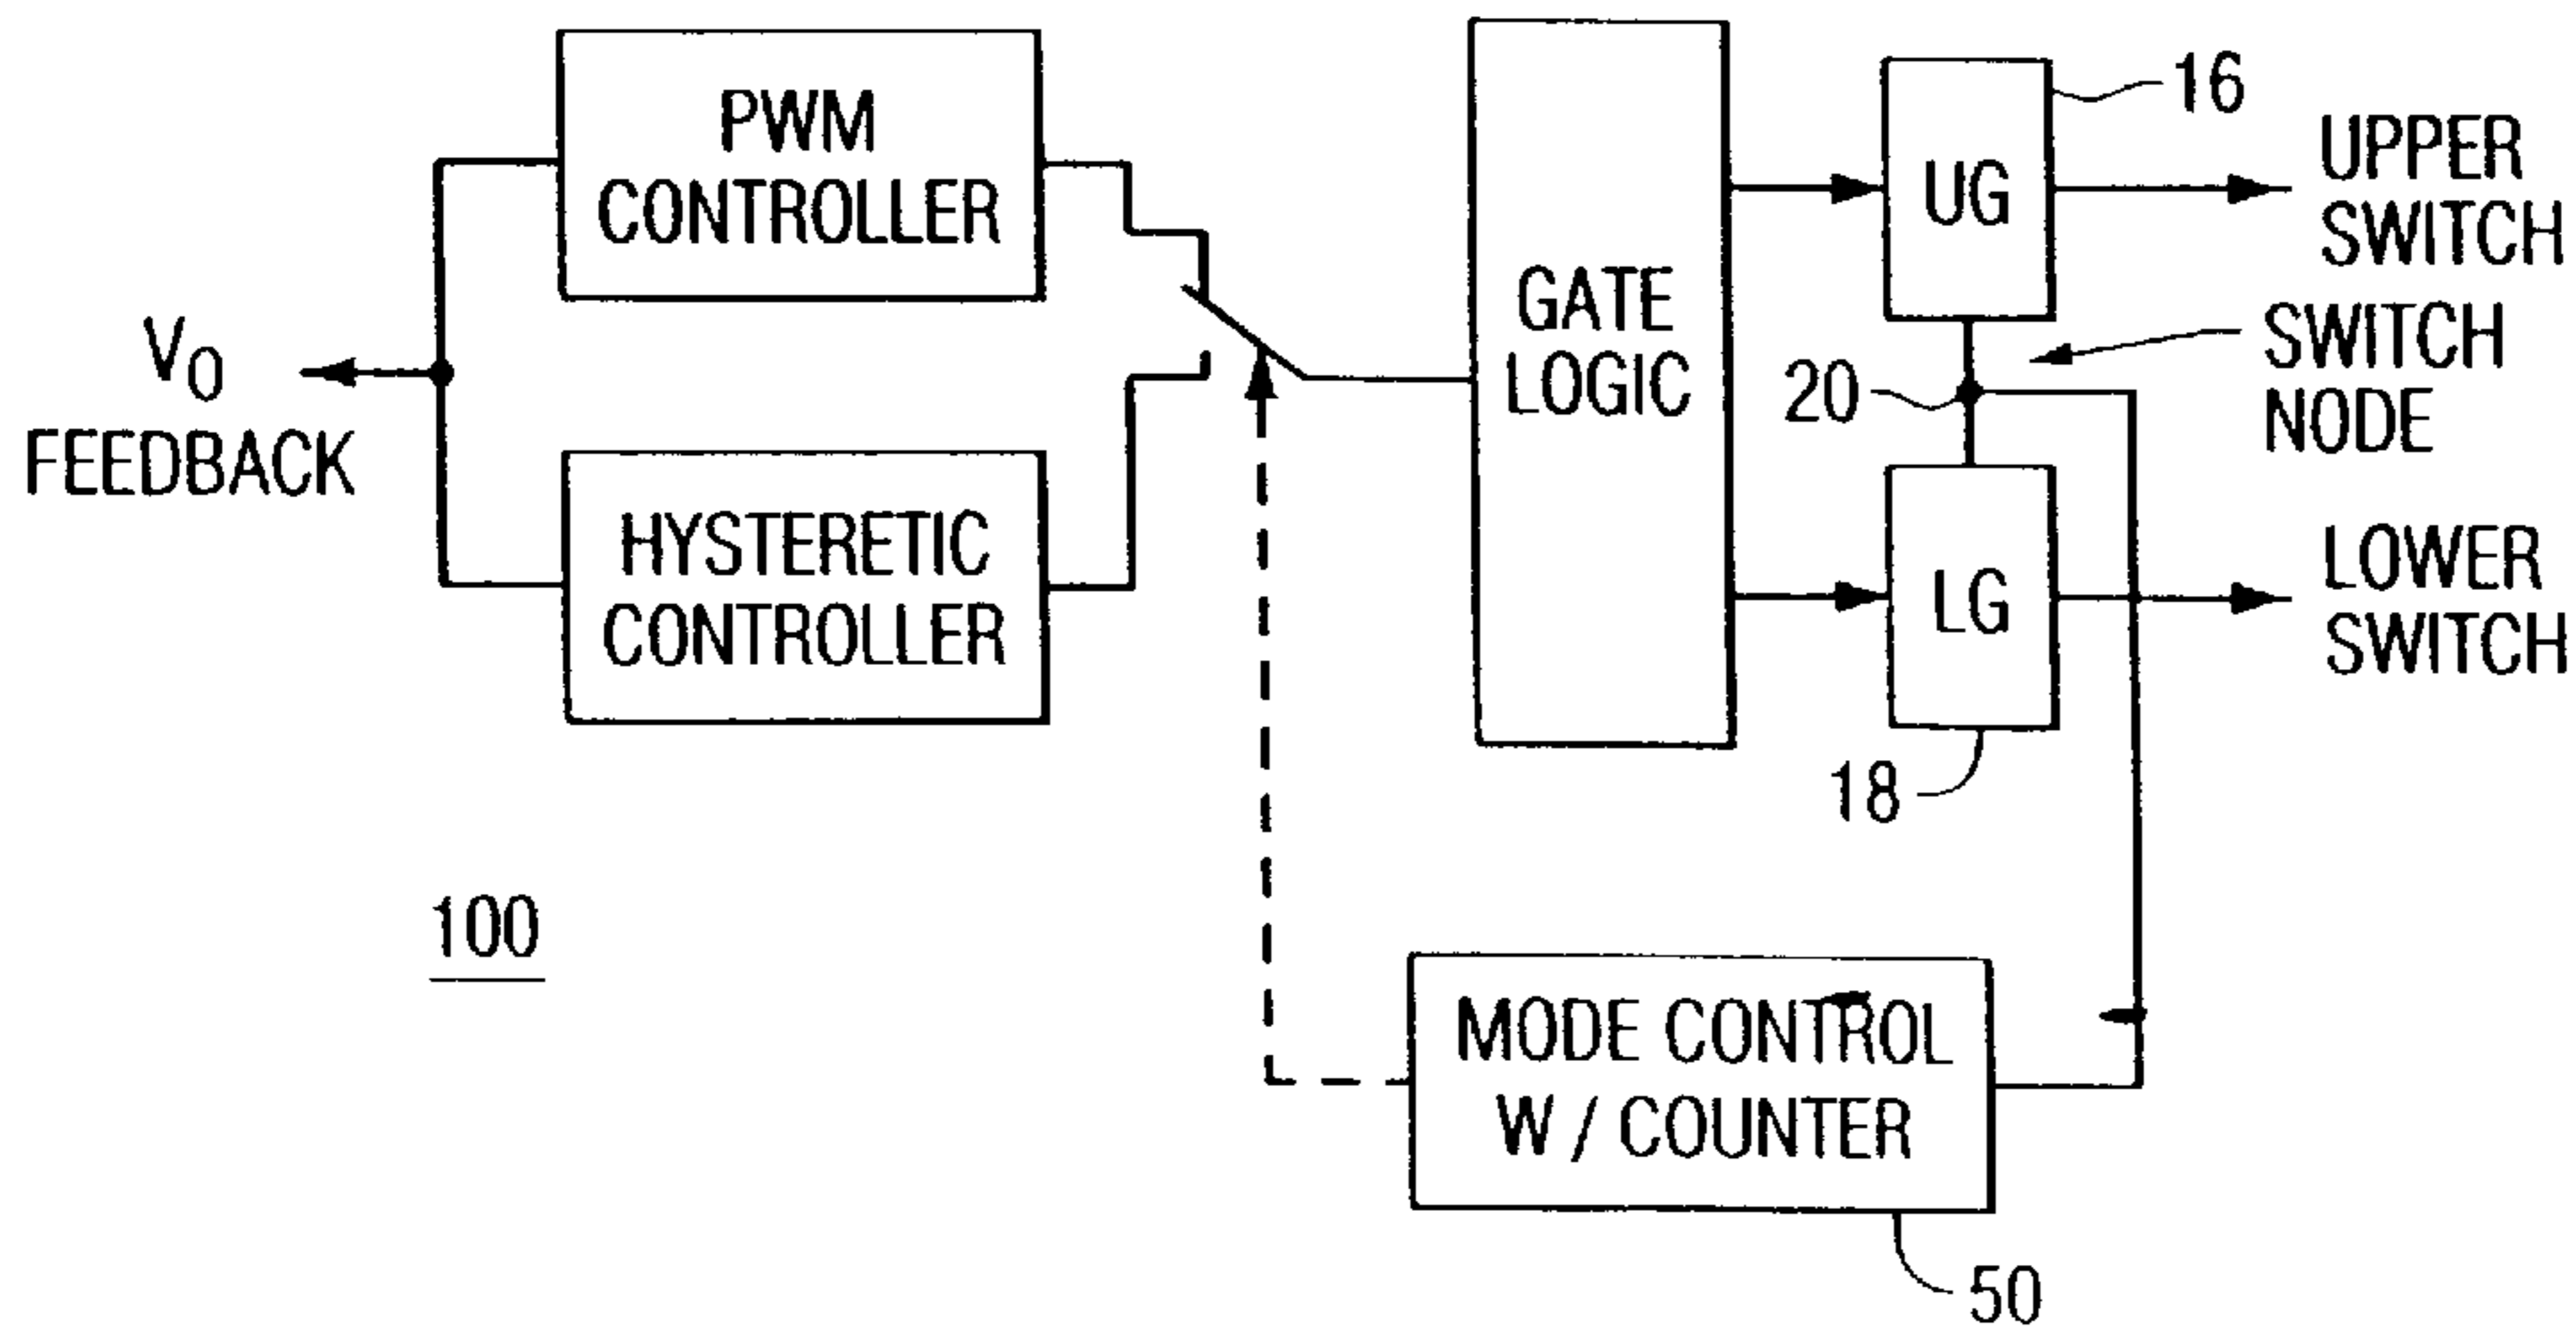 PWM
CONTROLLER
VO
FEEDBACK
HYSTERETIC
CONTROLLER
GATE
LOGIC
UG
16
UPPER
SWITCH
SWITCH
NODE
20
LG
LOWER
SWITCH
18
100
MODE CONTROL
W / COUNTER
50